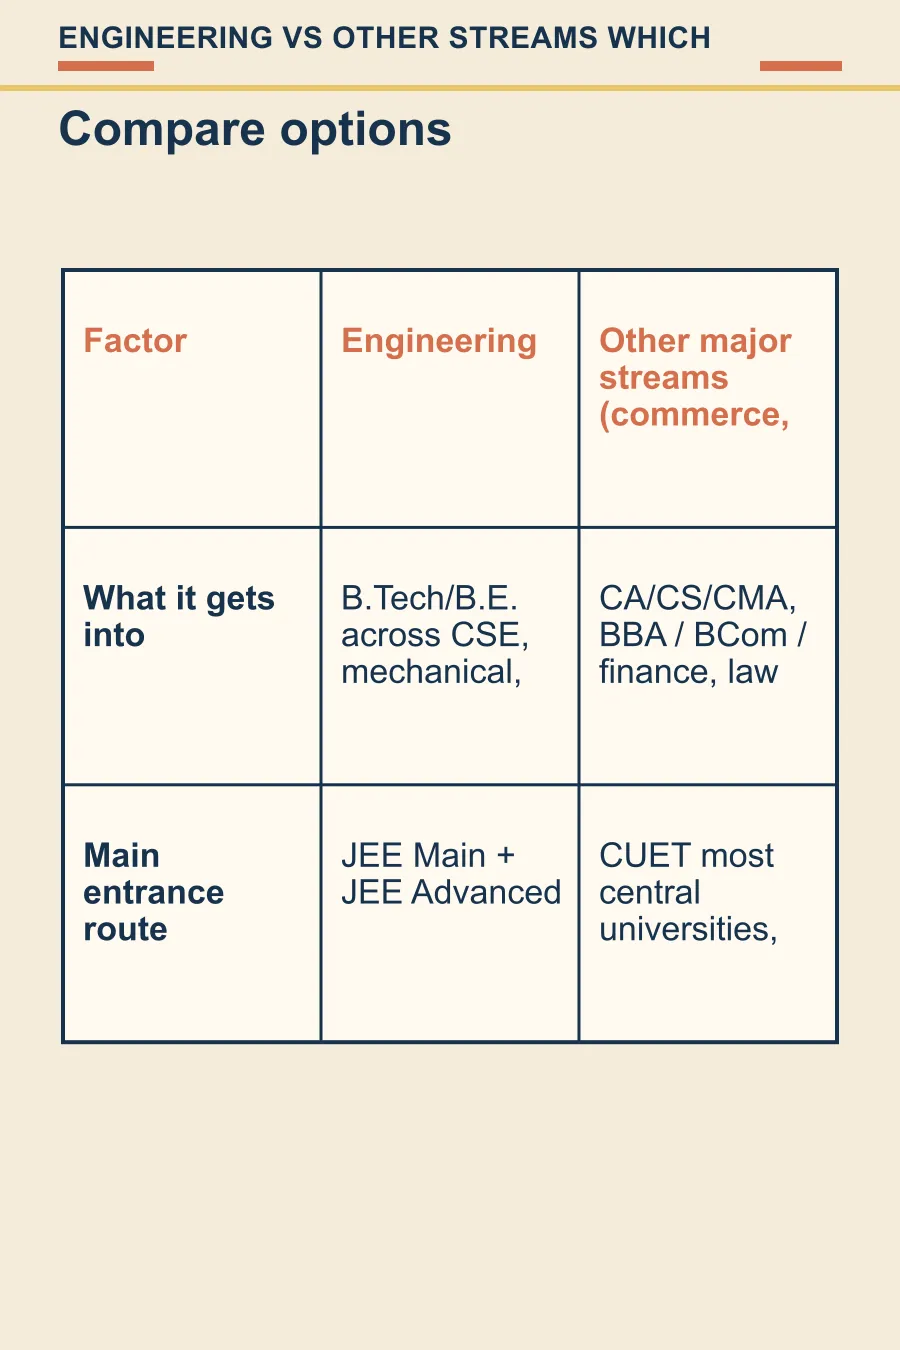 ENGINEERING VS OTHER STREAMS WHICH
Compare options
Factor
Engineering
Other major
streams
(commerce,
What it gets
into
B.Tech/B.E.
across CSE,
mechanical,
CA/CS/CMA,
BBA / BCom /
finance, law
Main
entrance
route
JEE Main +
JEE Advanced
CUET most
central
universities,